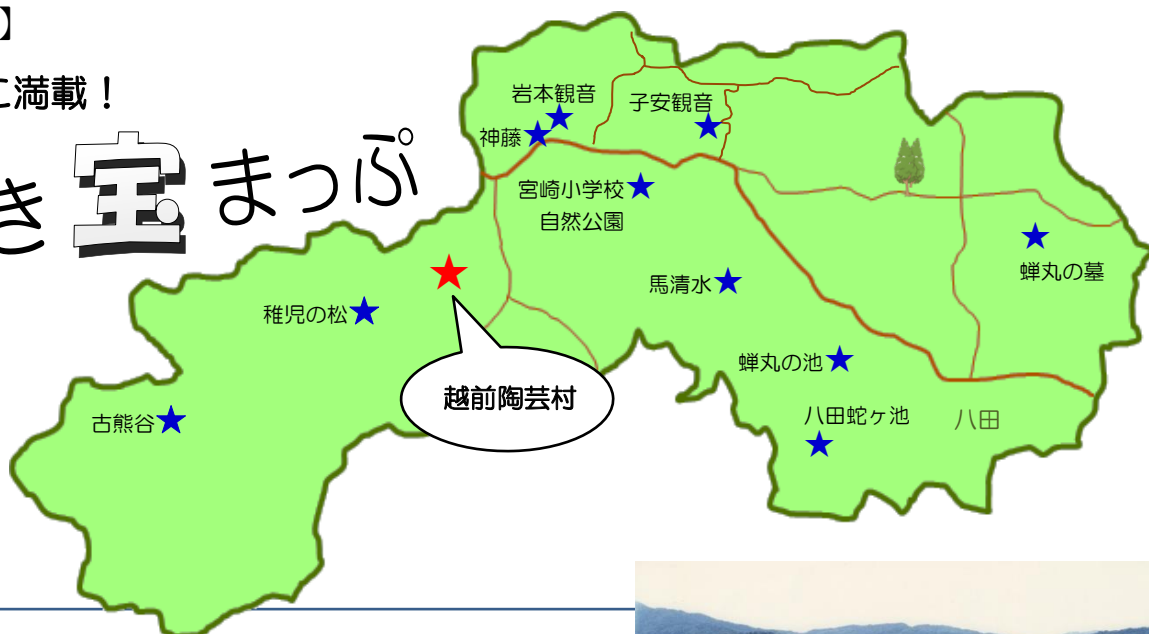 】
に満載！
き宝まっぷ
岩本観音
子安観音
神藤
宮崎小学校
自然公園
蝉丸の墓
馬清水
稚児の松
蝉丸の池
越前陶芸村
古熊谷
八田蛇ヶ池
八田